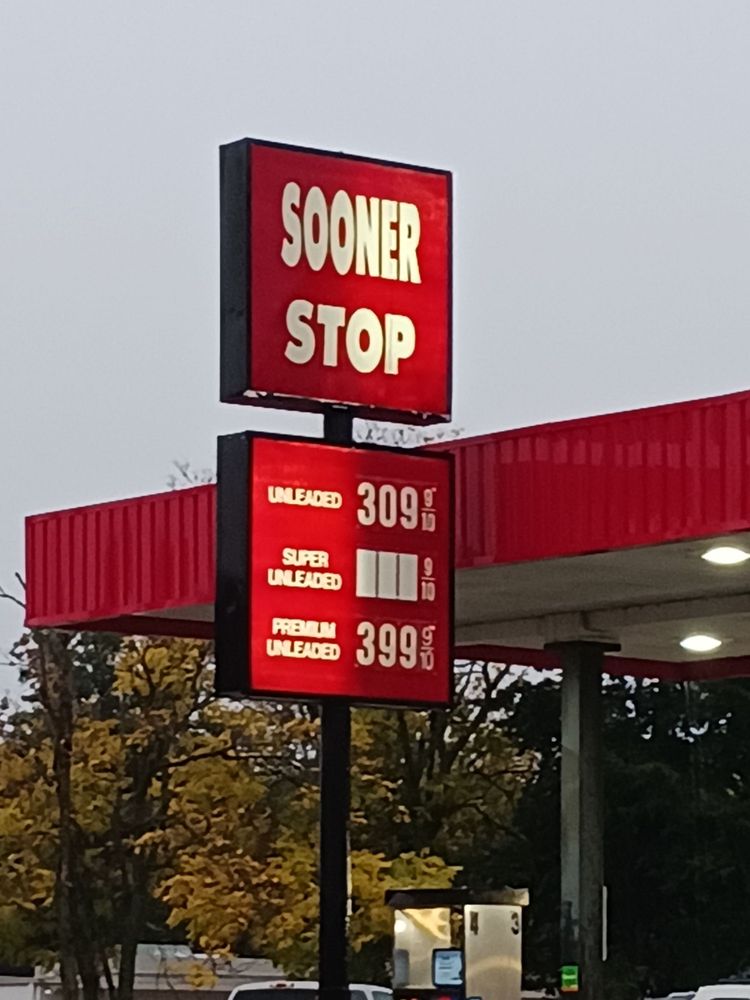 SOONER
STOP
UNLEADED 309 9/10
SUPER
UNLEADED 9/10
PREMIUM
UNLEADED 399 9/10
4 3